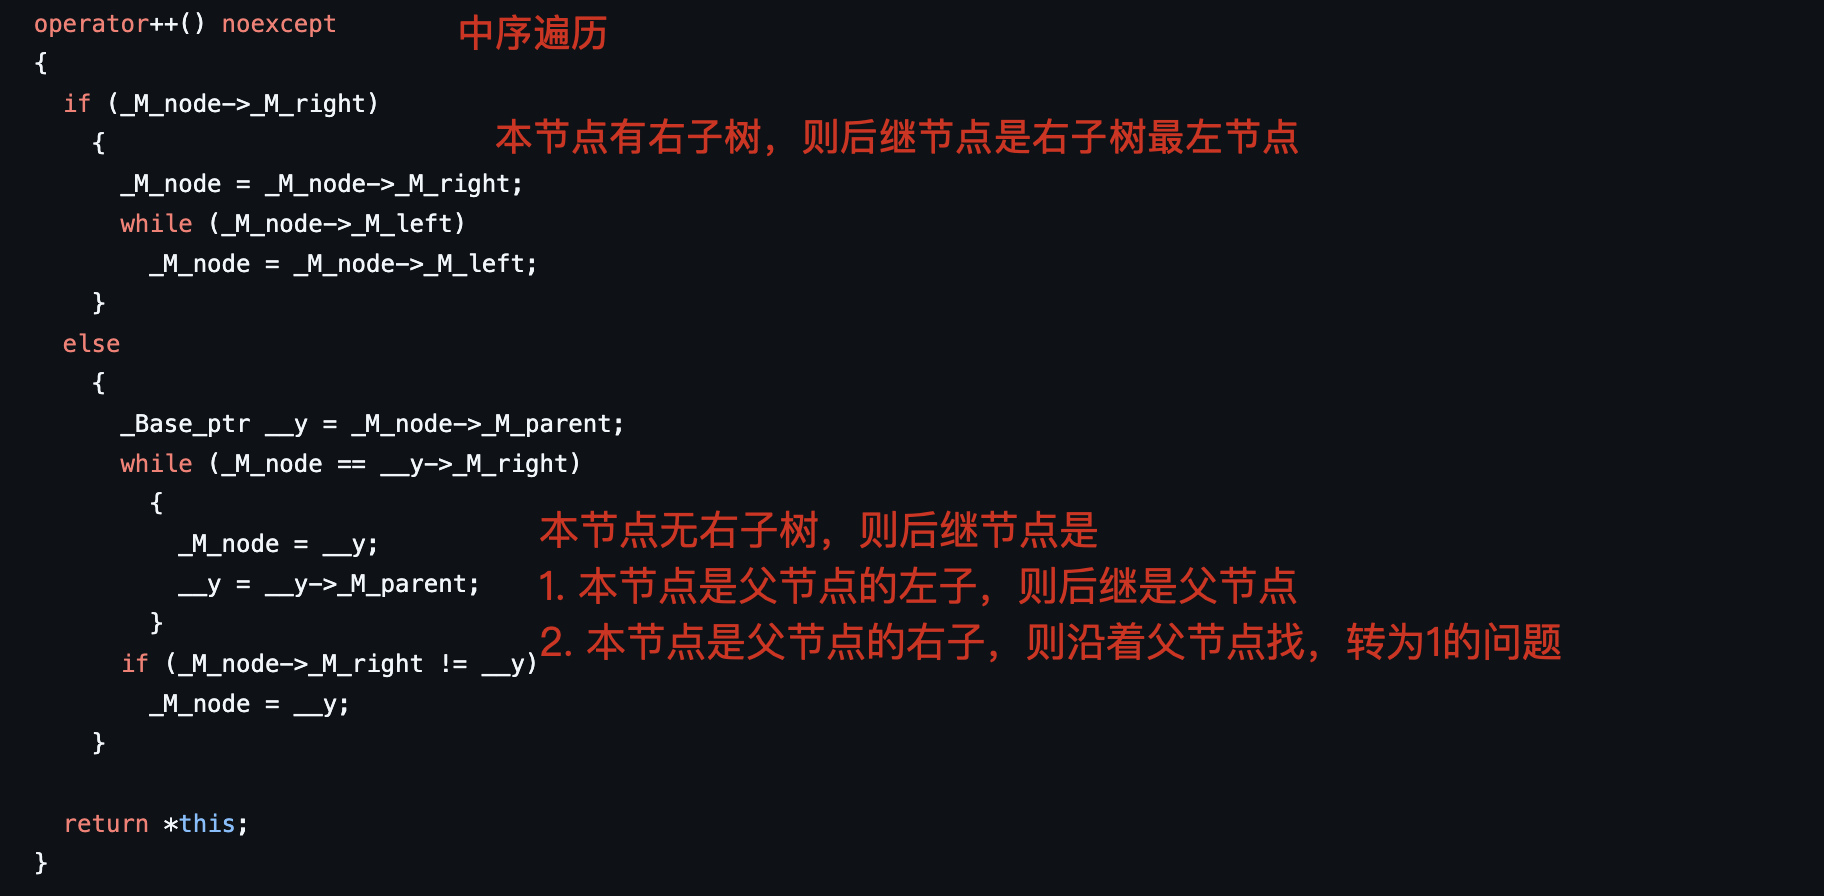 operator++() noexcept 中序遍历
{
if (_M_node->_M_right)
{ 本节点有右子树，则后继节点是右子树最左节点
_M_node = _M_node->_M_right;
while (_M_node->_M_left)
_M_node = _M_node->_M_left;
}
else
{
_Base_ptr __y = _M_node->_M_parent;
while (_M_node == __y->_M_right)
{
本节点无右子树，则后继节点是
_M_node = __y;
1. 本节点是父节点的左子，则后继是父节点
__y = __y->_M_parent;
}
2. 本节点是父节点的右子，则沿着父节点找，转为1的问题
if (_M_node->_M_right != __y)
_M_node = __y;
}
return *this;
}